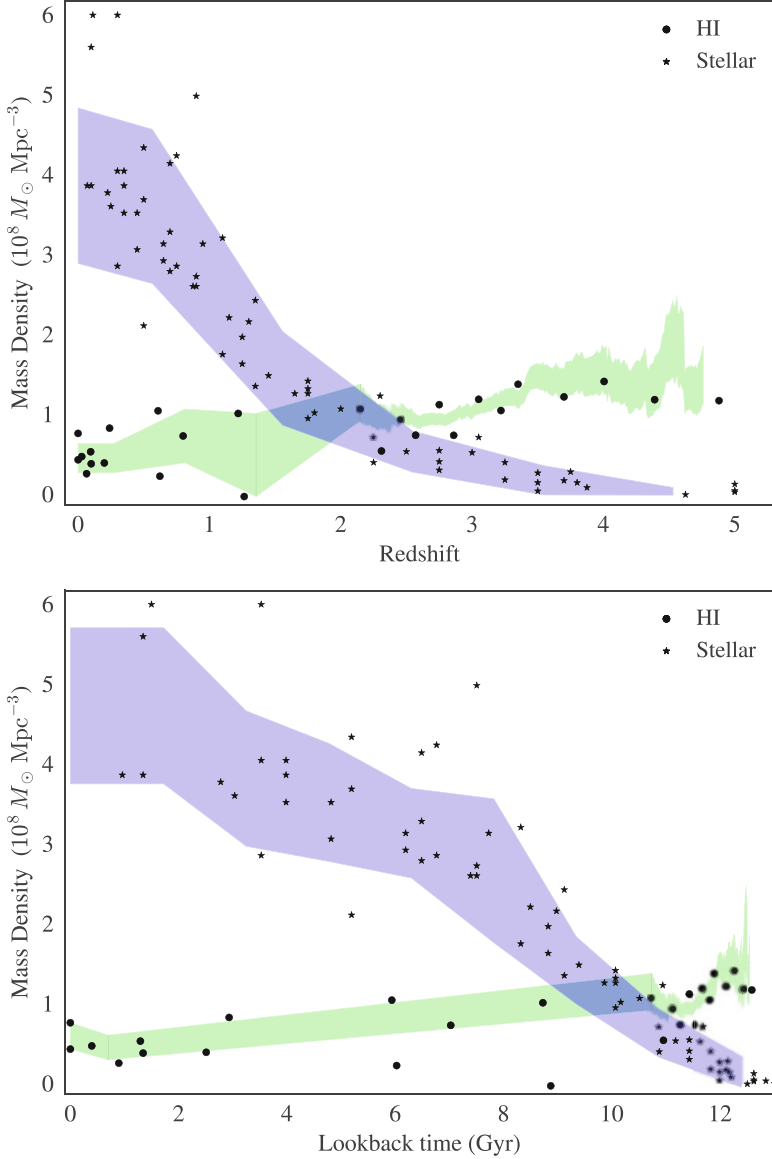 6
5
4
3
2
1
0
Mass Density (10⁸ M⊙ Mpc⁻³)
HI
Stellar
0 1 2 3 4 5
Redshift
6
5
4
3
2
1
0
Mass Density (10⁸ M⊙ Mpc⁻³)
HI
Stellar
0 2 4 6 8 10 12
Lookback time (Gyr)